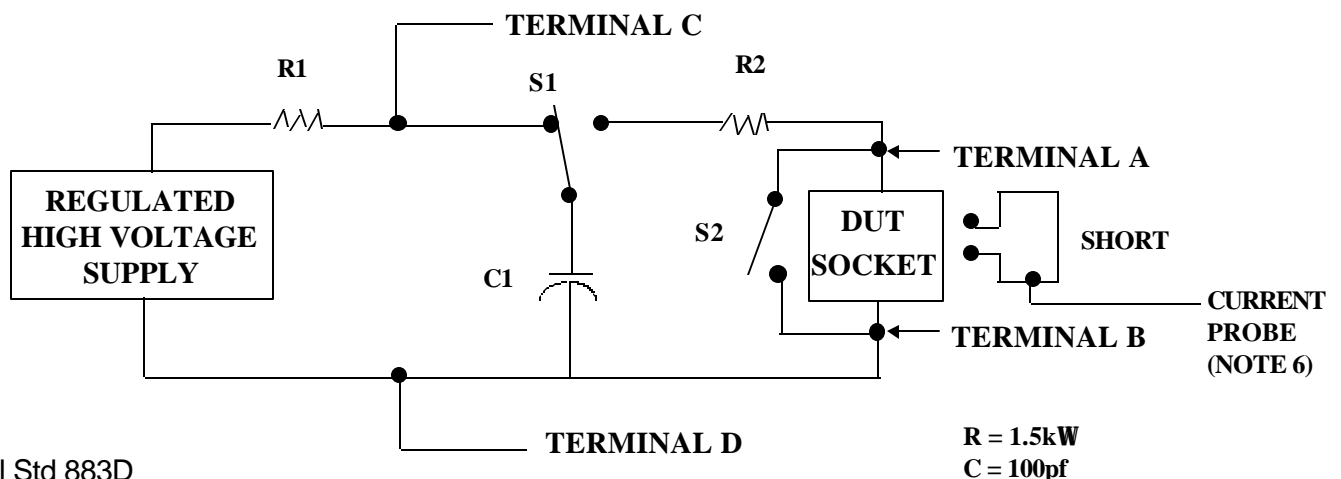 TERMINAL C
R1
S1
R2
TERMINAL A
REGULATED
HIGH VOLTAGE
SUPPLY
S2
DUT
SOCKET
SHORT
C1
CURRENT
PROBE
(NOTE 6)
TERMINAL B
TERMINAL D
R = 1.5kW
C = 100pf
l Std 883D